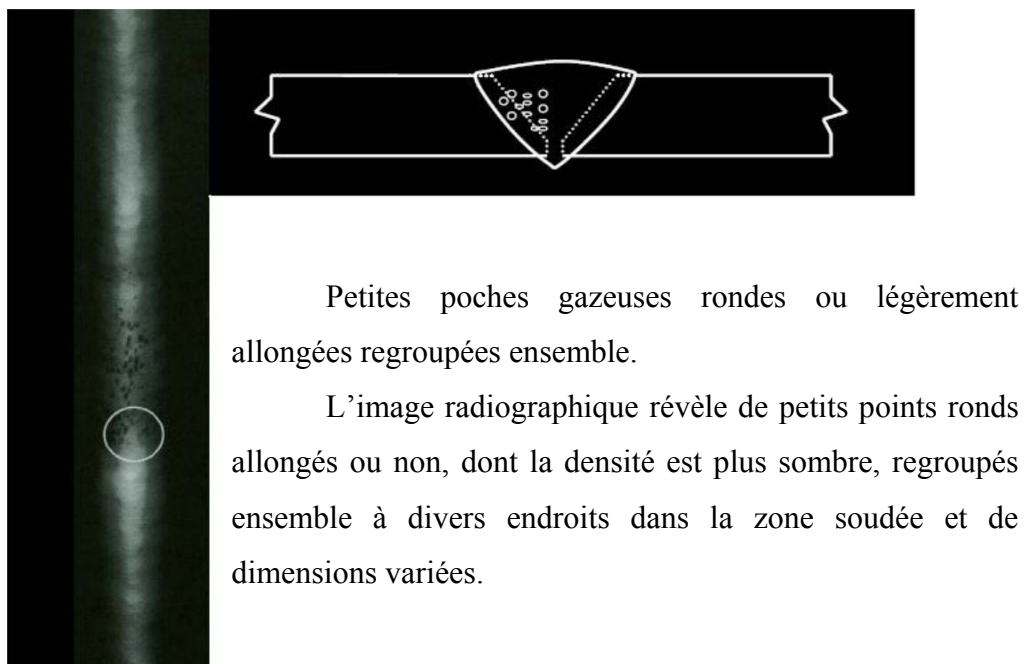 Petites poches gazeuses rondes ou légèrement
allongées regroupées ensemble.
L’image radiographique révèle de petits points ronds
allongés ou non, dont la densité est plus sombre, regroupés
ensemble à divers endroits dans la zone soudée et de
dimensions variées.